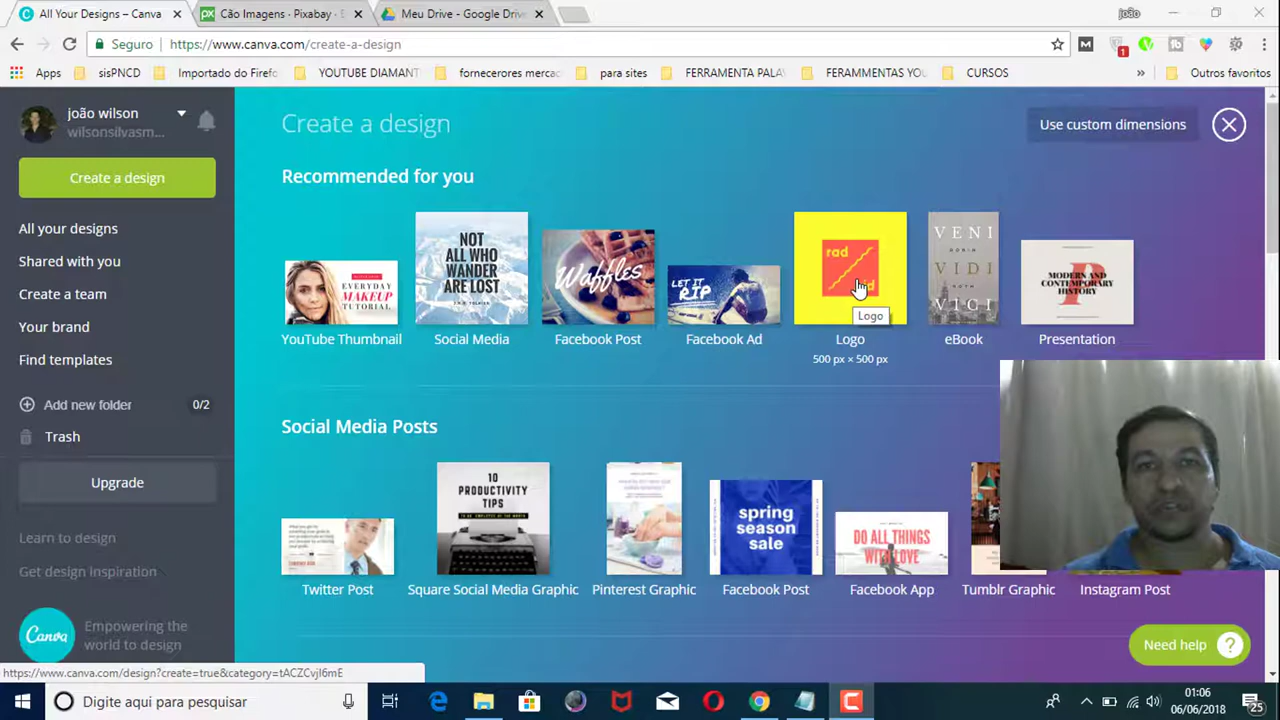 All Your Designs – Canva
Cão Imagens · Pixabay - 
Meu Drive - Google Drive
joão
Seguro
https://www.canva.com/create-a-design
Apps
sisPNCD
Importado do Firefo
YOUTUBE DIAMANT
fornecerores merca
para sites
FERRAMENTA PALA
FERAMMENTAS YOU
CURSOS
»
Outros favoritos
joão wilson
wilsonsilvasm...
Create a design
All your designs
Shared with you
Create a team
Your brand
Find templates
Add new folder
0/2
Trash
Upgrade
Learn to design
Get design inspiration
Canva
Empowering the
world to design
Create a design
Use custom dimensions
Recommended for you
EVERYDAY
MAKEUP
TUTORIAL
NOT
ALL WHO
WANDER
ARE LOST
Waffles
LET IT
RIP
rad
VENI
VIDI
VICI
MODERN AND
CONTEMPORARY
HISTORY
Logo
YouTube Thumbnail
Social Media
Facebook Post
Facebook Ad
Logo
500 px × 500 px
eBook
Presentation
Social Media Posts
10
PRODUCTIVITY
TIPS
spring
season
sale
DO ALL THINGS
WITH LOVE
Twitter Post
Square Social Media Graphic
Pinterest Graphic
Facebook Post
Facebook App
Tumblr Graphic
Instagram Post
Need help
?
https://www.canva.com/design?create=true&category=tACZCvjI6mE
Digite aqui para pesquisar
01:06
06/06/2018
25